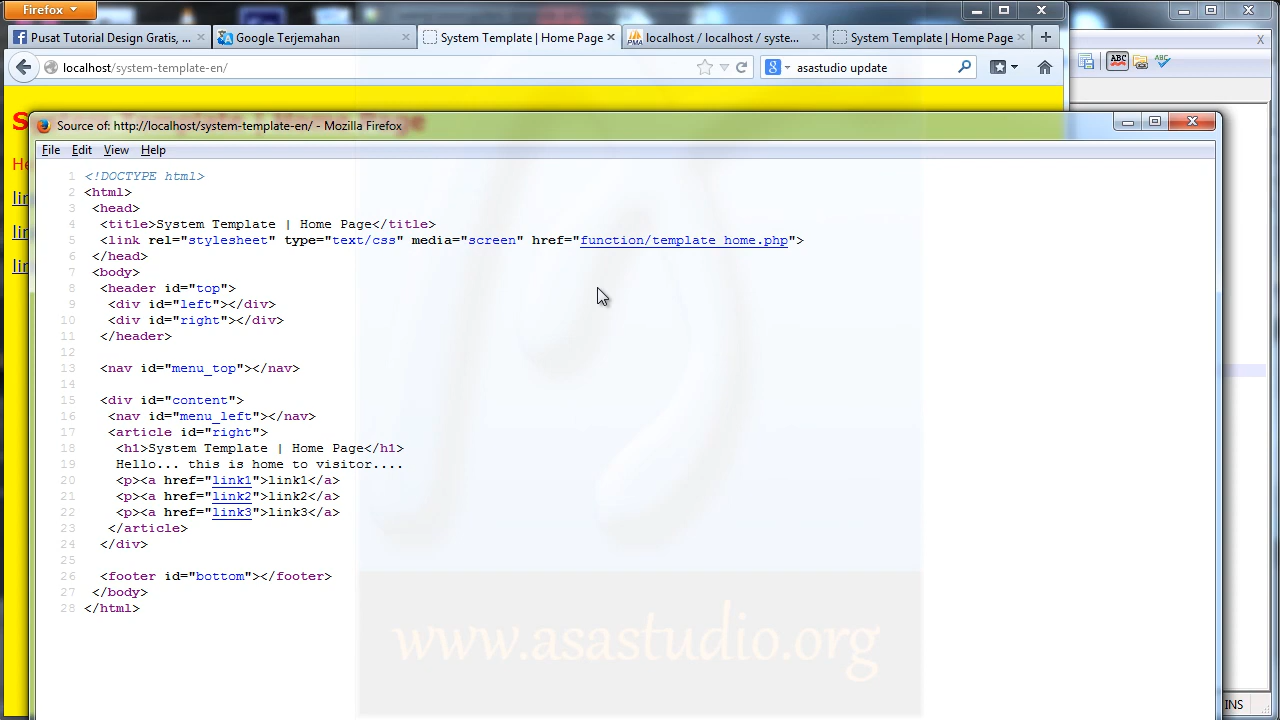 Firefox
Pusat Tutorial Design Gratis, ...
Google Terjemahan
System Template | Home Page
localhost / localhost / syste...
System Template | Home Page
localhost/system-template-en/
asastudio update
Source of: http://localhost/system-template-en/ - Mozilla Firefox
File Edit View Help
1 <!DOCTYPE html>
2 <html>
3 <head>
4 <title>System Template | Home Page</title>
5 <link rel="stylesheet" type="text/css" media="screen" href="function/template_home.php">
6 </head>
7 <body>
8 <header id="top">
9 <div id="left"></div>
10 <div id="right"></div>
11 </header>
12
13 <nav id="menu_top"></nav>
14
15 <div id="content">
16 <nav id="menu_left"></nav>
17 <article id="right">
18 <h1>System Template | Home Page</h1>
19 Hello... this is home to visitor....
20 <p><a href="link1">link1</a>
21 <p><a href="link2">link2</a>
22 <p><a href="link3">link3</a>
23 </article>
24 </div>
25
26 <footer id="bottom"></footer>
27 </body>
28 </html>
www.asastudio.org
INS